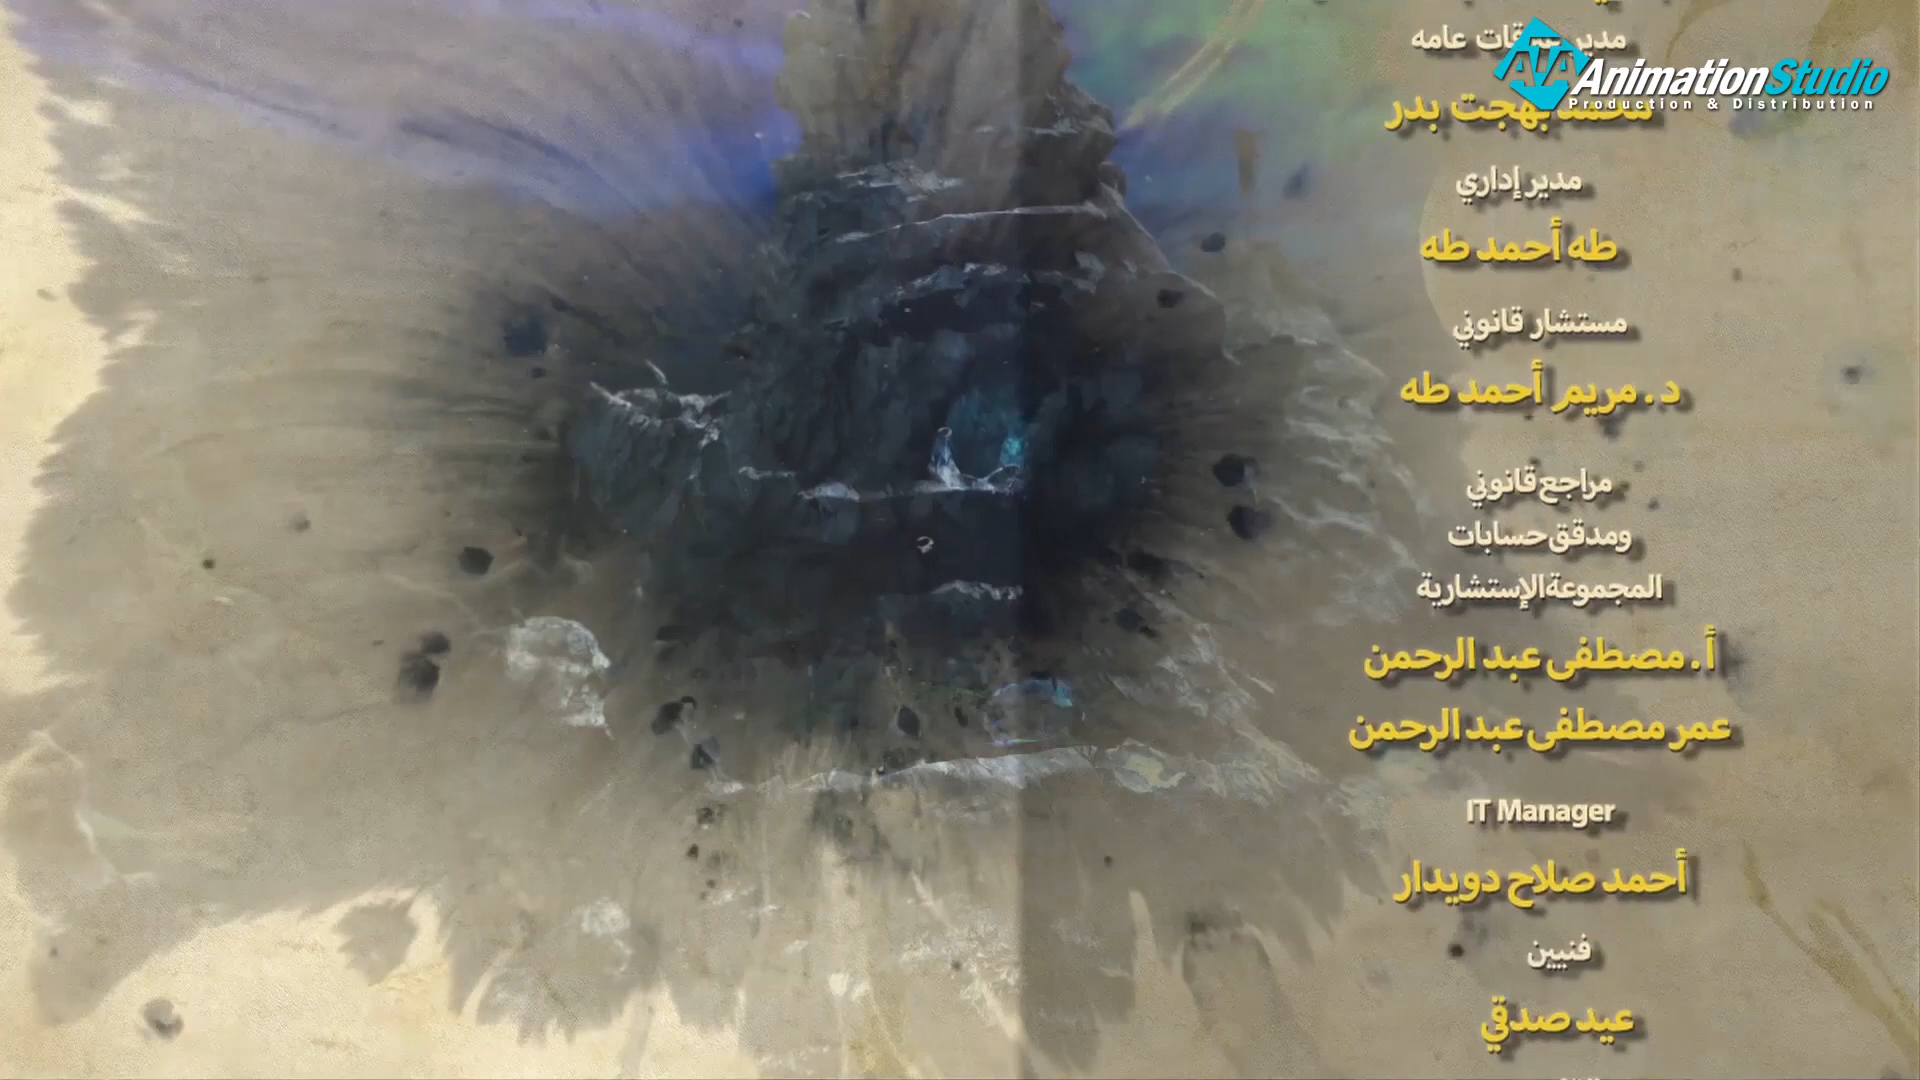 مدير علاقات عامه
محمد بهجت بدر
مدير إداري
طه أحمد طه
مستشار قانوني
د. مريم أحمد طه
مراجع قانوني
ومدقق حسابات
المجموعة الإستشارية
أ. مصطفى عبد الرحمن
عمر مصطفى عبد الرحمن
IT Manager
أحمد صلاح دويدار
فنيين
عيد صدقي
ATA AnimationStudio
Production & Distribution